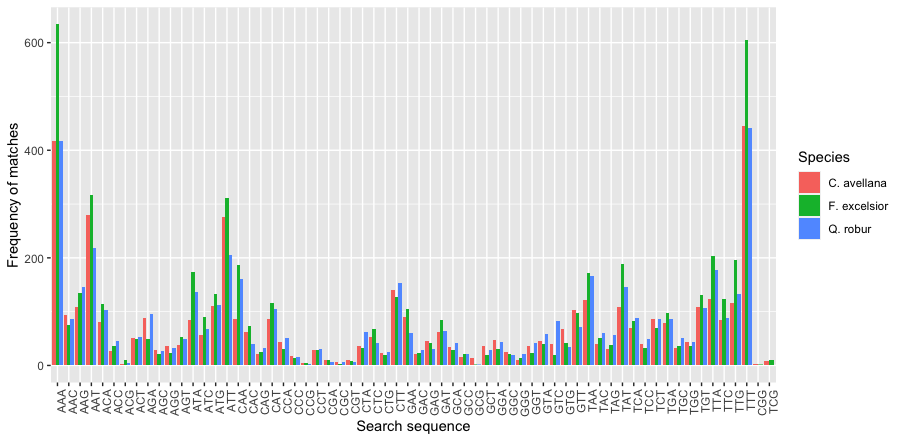 600
400
200
0
Frequency of matches
AAA
AAC
AAG
AAT
ACA
ACC
ACG
ACT
AGA
AGC
AGG
AGT
ATA
ATC
ATG
ATT
CAA
CAC
CAG
CAT
CCA
CCC
CCG
CCT
CGA
CGC
CGT
CTA
CTC
CTG
CTT
GAA
GAC
GAG
GAT
GCA
GCC
GCG
GCT
GGA
GGC
GGG
GGT
GTA
GTC
GTG
GTT
TAA
TAC
TAG
TAT
TCA
TCC
TCT
TGA
TGC
TGG
TGT
TTA
TTC
TTG
TTT
CGG
TCG
Search sequence
Species
C. avellana
F. excelsior
Q. robur